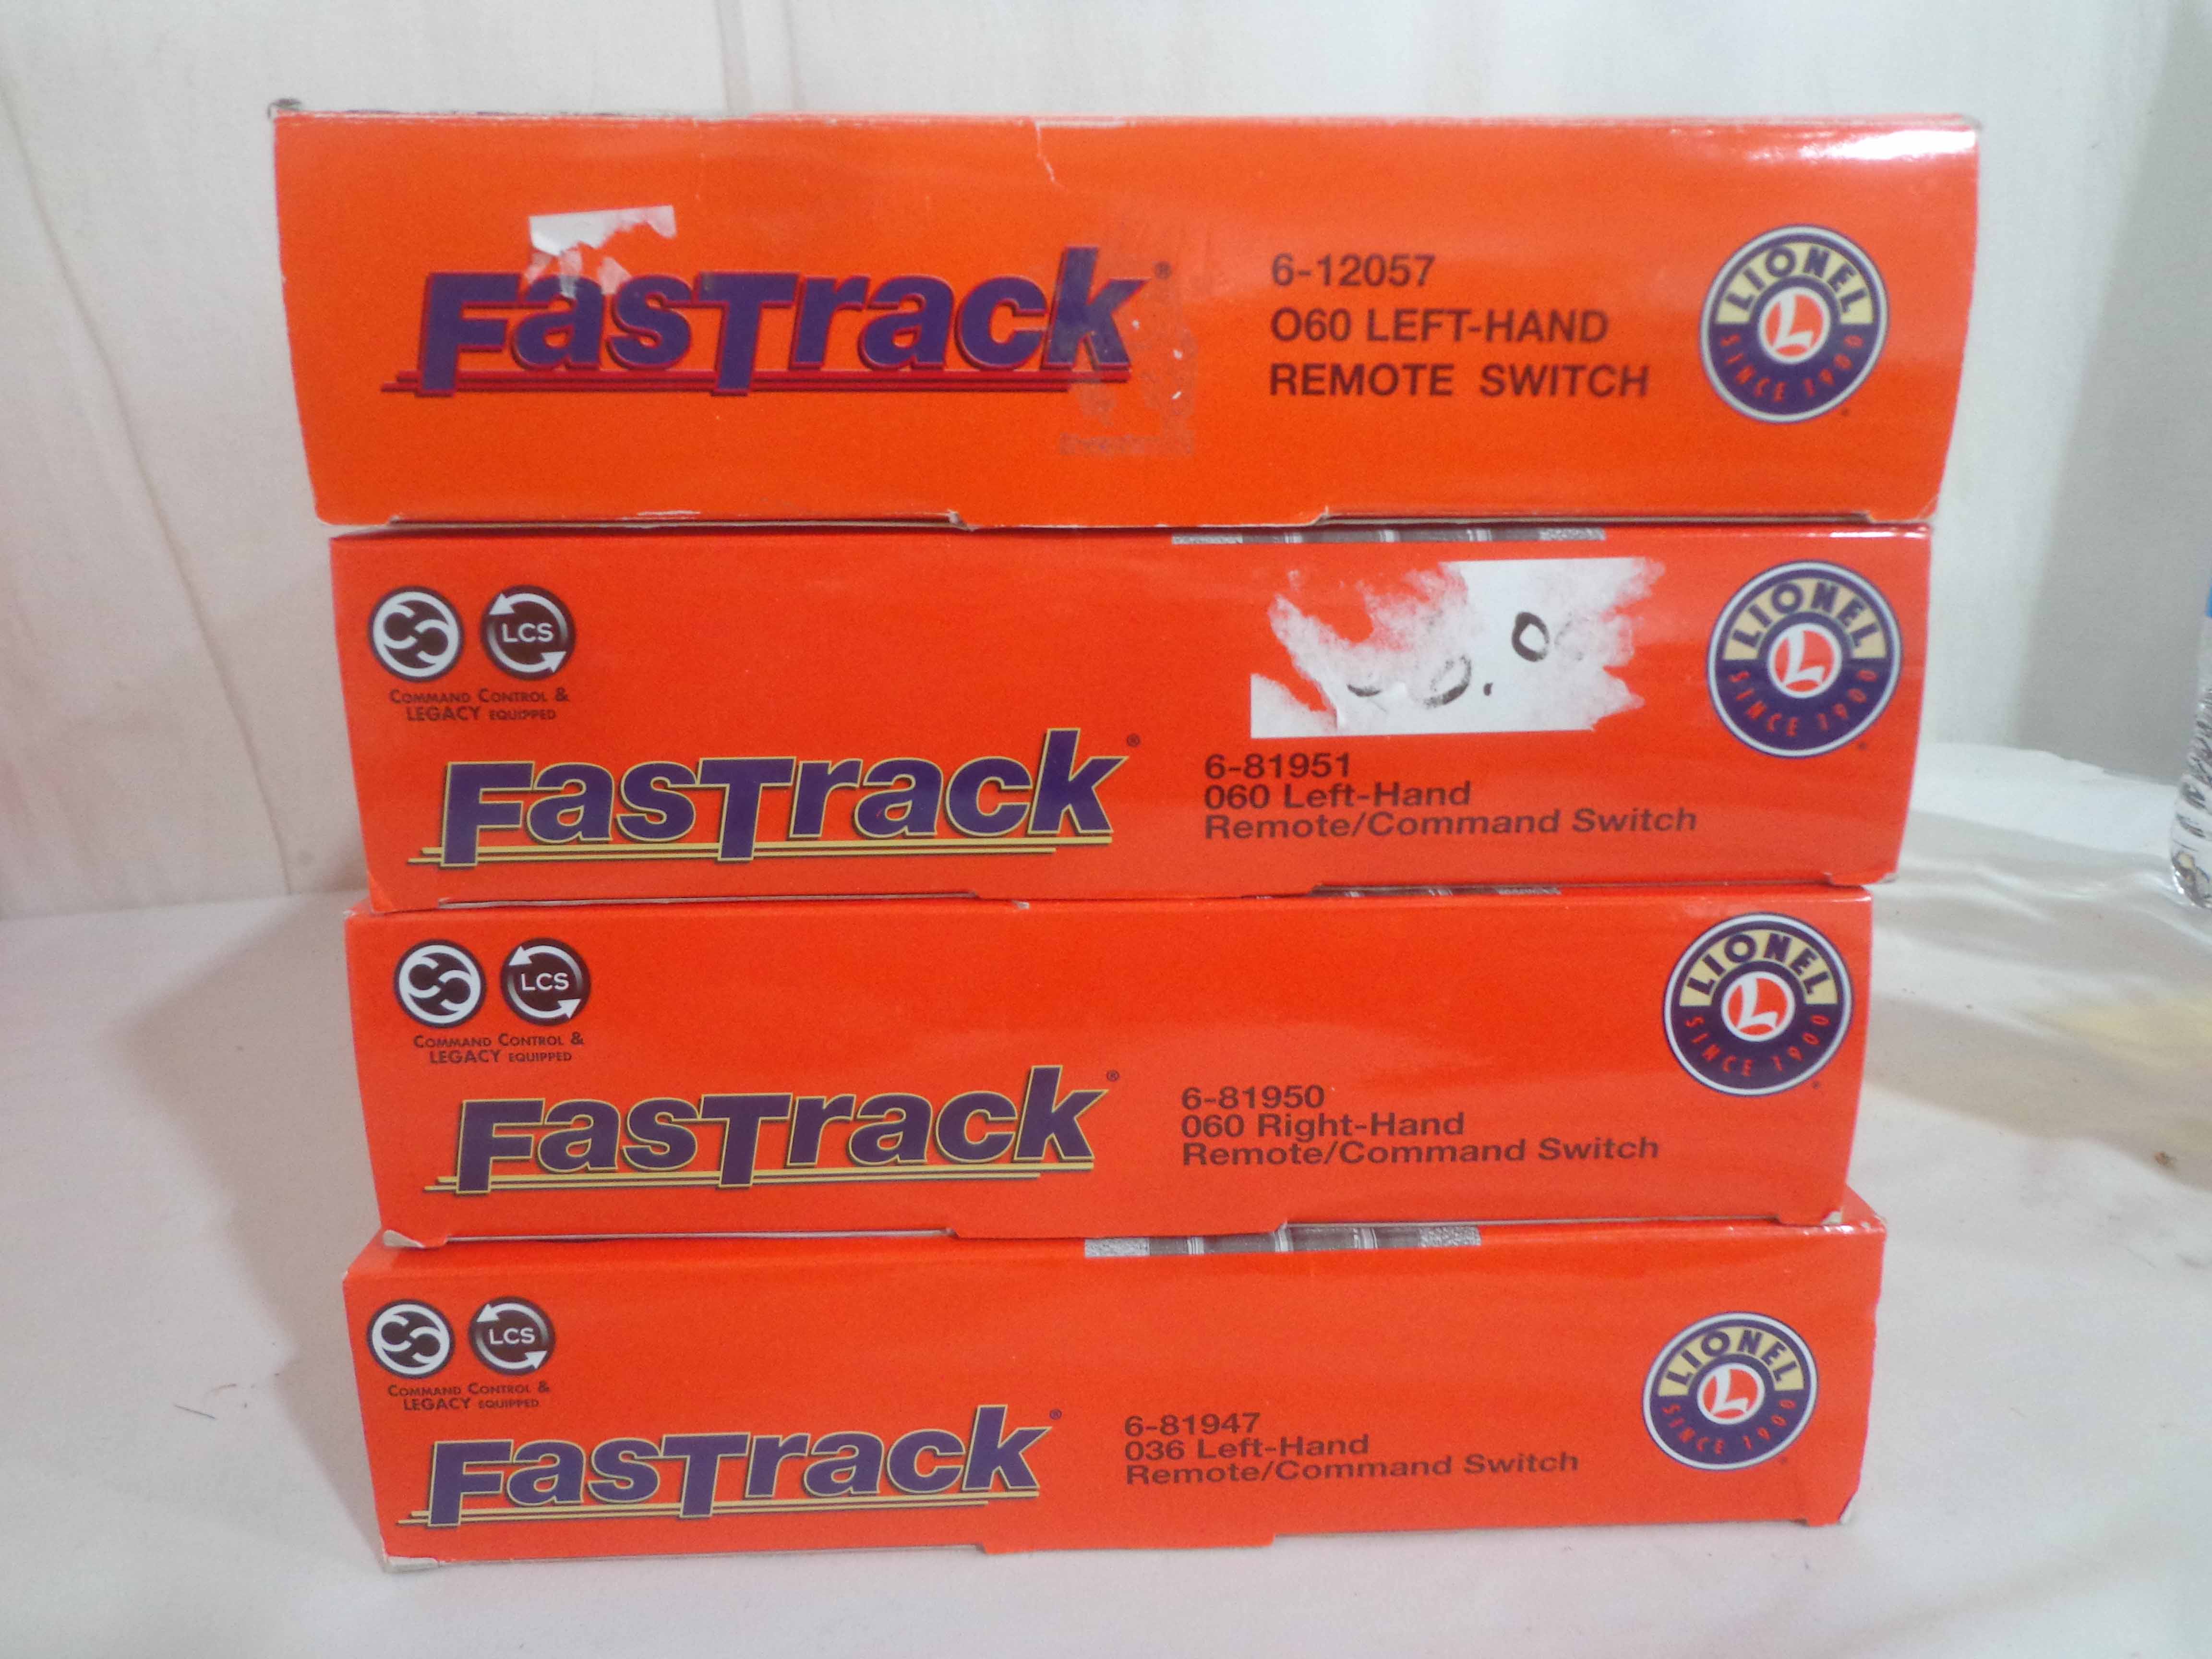 FasTrack®
6-12057
O60 LEFT-HAND
REMOTE SWITCH
LIONEL
L
SINCE 1900
LCS
COMMAND CONTROL &
LEGACY EQUIPPED
FasTrack®
6-81951
060 Left-Hand
Remote/Command Switch
LIONEL
L
SINCE 1900
LCS
COMMAND CONTROL &
LEGACY EQUIPPED
FasTrack®
6-81950
060 Right-Hand
Remote/Command Switch
LIONEL
L
SINCE 1900
LCS
COMMAND CONTROL &
LEGACY EQUIPPED
FasTrack®
6-81947
036 Left-Hand
Remote/Command Switch
LIONEL
L
SINCE 1900